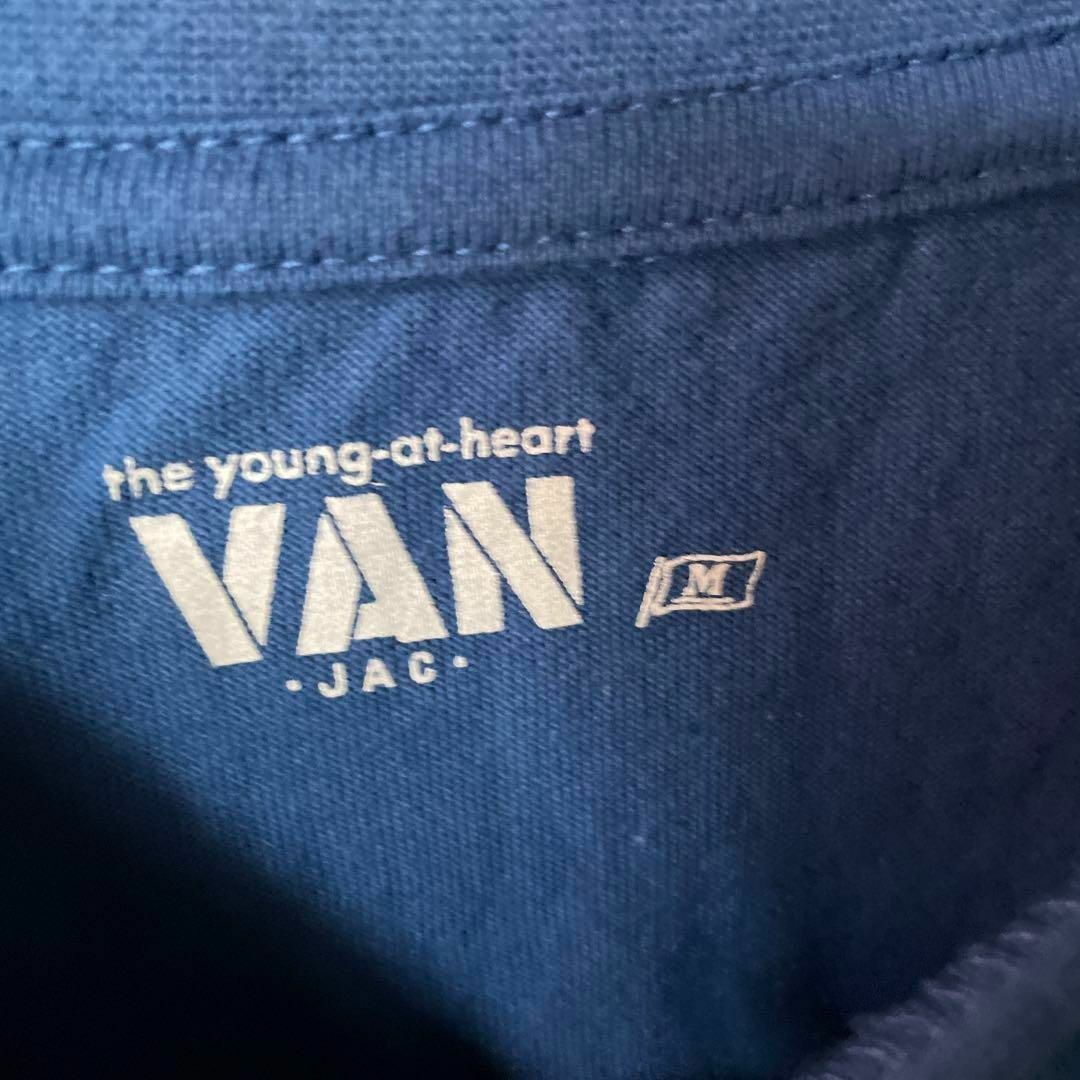 the young-at-heart
VAN
M
·JAC·